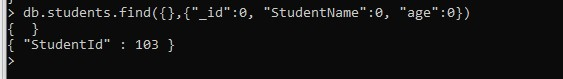 > db.students.find({},{"_id":0, "StudentName":0, "age":0})
{  }
{ "StudentId" : 103 }
>